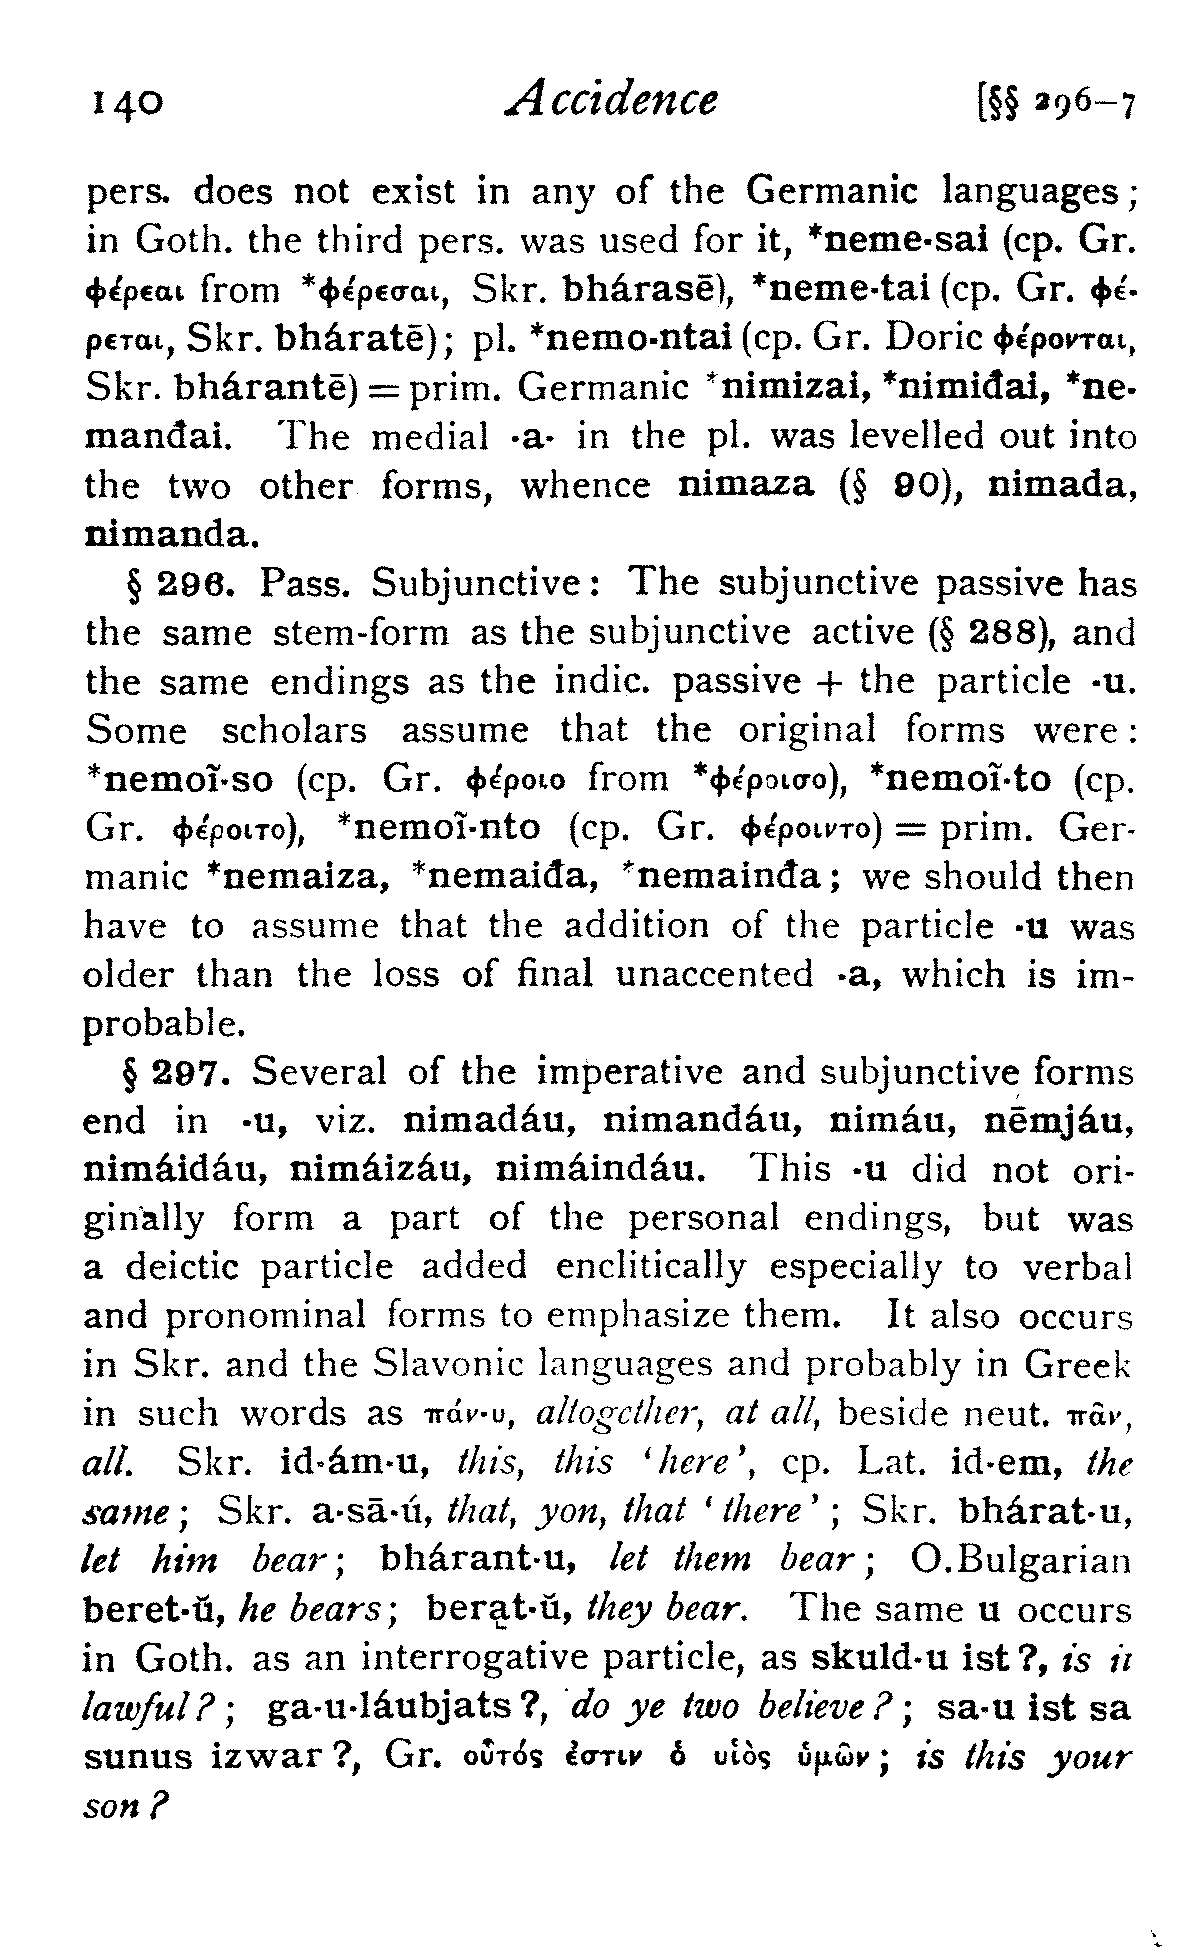 140 Accidence [§§ 296–7
pers. does not exist in any of the Germanic languages;
in Goth. the third pers. was used for it, *neme-sai (cp. Gr.
φέρεαι from *φέρεσαι, Skr. bhárasē), *neme-tai (cp. Gr. φέ-
ρεται, Skr. bháratē); pl. *nemo-ntai (cp. Gr. Doric φέρονται,
Skr. bhárantē) = prim. Germanic *nimizai, *nimiđai, *ne-
manđai. The medial -a- in the pl. was levelled out into
the two other forms, whence nimaza (§ 90), nimada,
nimanda.
§ 296. Pass. Subjunctive: The subjunctive passive has
the same stem-form as the subjunctive active (§ 288), and
the same endings as the indic. passive + the particle -u.
Some scholars assume that the original forms were:
*nemoĩ-so (cp. Gr. φέροιο from *φέροισο), *nemoĩ-to (cp.
Gr. φέροιτο), *nemoĩ-nto (cp. Gr. φέροιντο) = prim. Ger-
manic *nemaiza, *nemaiđa, *nemainđa; we should then
have to assume that the addition of the particle -u was
older than the loss of final unaccented -a, which is im-
probable.
§ 297. Several of the imperative and subjunctive forms
end in -u, viz. nimadáu, nimandáu, nimáu, nēmjáu,
nimáidáu, nimáizáu, nimáindáu. This -u did not ori-
ginally form a part of the personal endings, but was
a deictic particle added enclitically especially to verbal
and pronominal forms to emphasize them. It also occurs
in Skr. and the Slavonic languages and probably in Greek
in such words as πάν-υ, altogether, at all, beside neut. πᾶν,
all. Skr. id-ám-u, this, this 'here', cp. Lat. id-em, the
same; Skr. a-sā-ú, that, yon, that 'there'; Skr. bhárat-u,
let him bear; bhárant-u, let them bear; O.Bulgarian
beret-ŭ, he bears; berąt-ŭ, they bear. The same u occurs
in Goth. as an interrogative particle, as skuld-u ist?, is it
lawful?; ga-u-láubjats?, do ye two believe?; sa-u ist sa
sunus izwar?, Gr. οὗτός ἐστιν ὁ υἱὸς ὑμῶν; is this your
son?